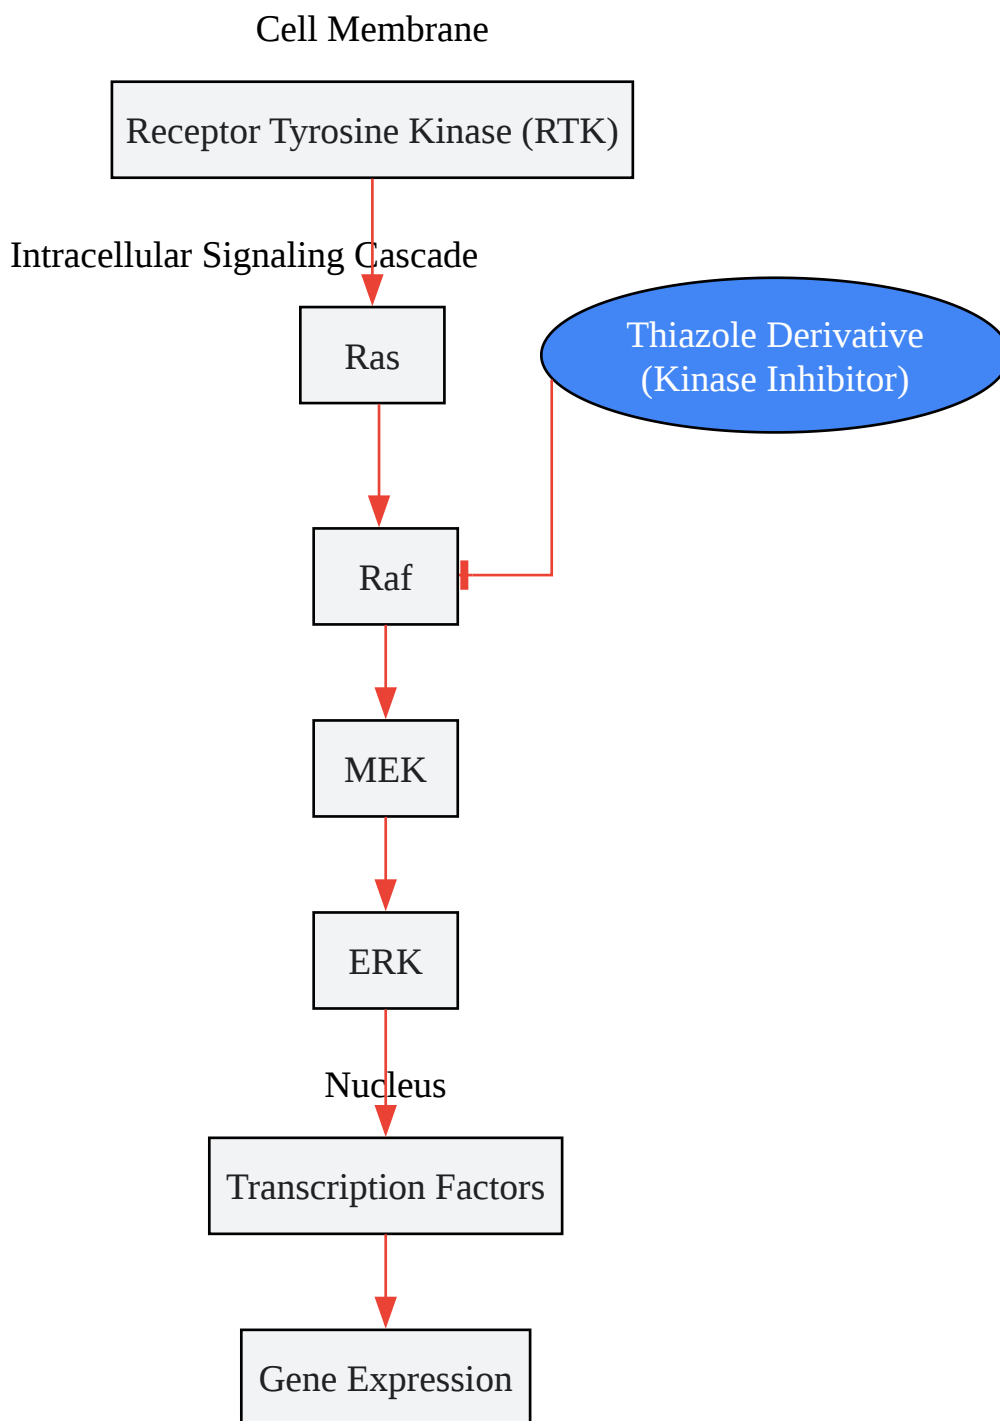 Cell Membrane
Receptor Tyrosine Kinase (RTK)
Intracellular Signaling Cascade
Ras
Thiazole Derivative
(Kinase Inhibitor)
Raf
MEK
ERK
Nucleus
Transcription Factors
Gene Expression